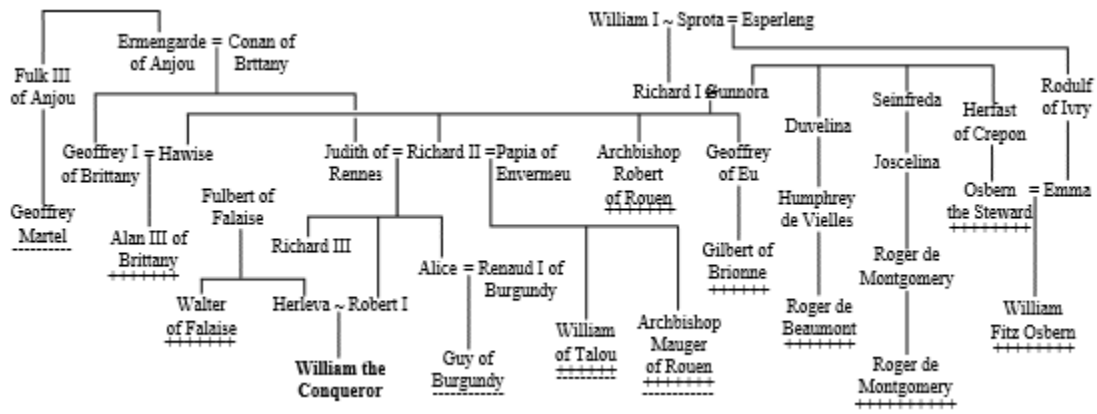 William I ~ Sprota = Esperleng
Ermengarde = Conan of
of Anjou Brttany
Fulk III
of Anjou
Richard I = Gunnora
Rodulf
of Ivry
Seinfreda
Herfast
of Crepon
Duvelina
Geoffrey I = Hawise
of Brittany
Judith of = Richard II =Papia of
Rennes Envermeu
Archbishop
Robert
of Rouen
Geoffrey
of Eu
Joscelina
Osbern = Emma
the Steward
Fulbert of
Falaise
Humphrey
de Vielles
Geoffrey
Martel
Alan III of
Brittany
Richard III
Gilbert of
Brionne
Roger de
Montgomery
Alice = Renaud I of
Burgundy
Walter
of Falaise
Herleva ~ Robert I
Roger de
Beaumont
William
Fitz Osbern
William
of Talou
Archbishop
Mauger
of Rouen
William the
Conqueror
Guy of
Burgundy
Roger de
Montgomery